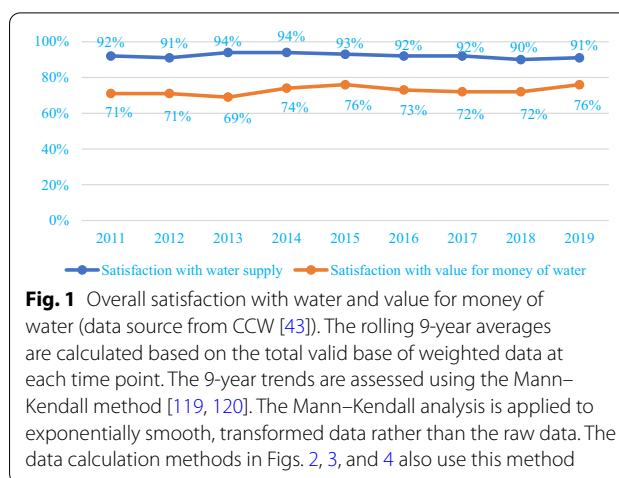 100%
92% 91% 94% 94% 93% 92% 92% 90% 91%
80%
71% 71% 69% 74% 76% 73% 72% 72% 76%
60%
40%
20%
0%
2011 2012 2013 2014 2015 2016 2017 2018 2019
Satisfaction with water supply Satisfaction with value for money of water
Fig. 1 Overall satisfaction with water and value for money of
water (data source from CCW [43]). The rolling 9-year averages
are calculated based on the total valid base of weighted data at
each time point. The 9-year trends are assessed using the Mann–
Kendall method [119, 120]. The Mann–Kendall analysis is applied to
exponentially smooth, transformed data rather than the raw data. The
data calculation methods in Figs. 2, 3, and 4 also use this method